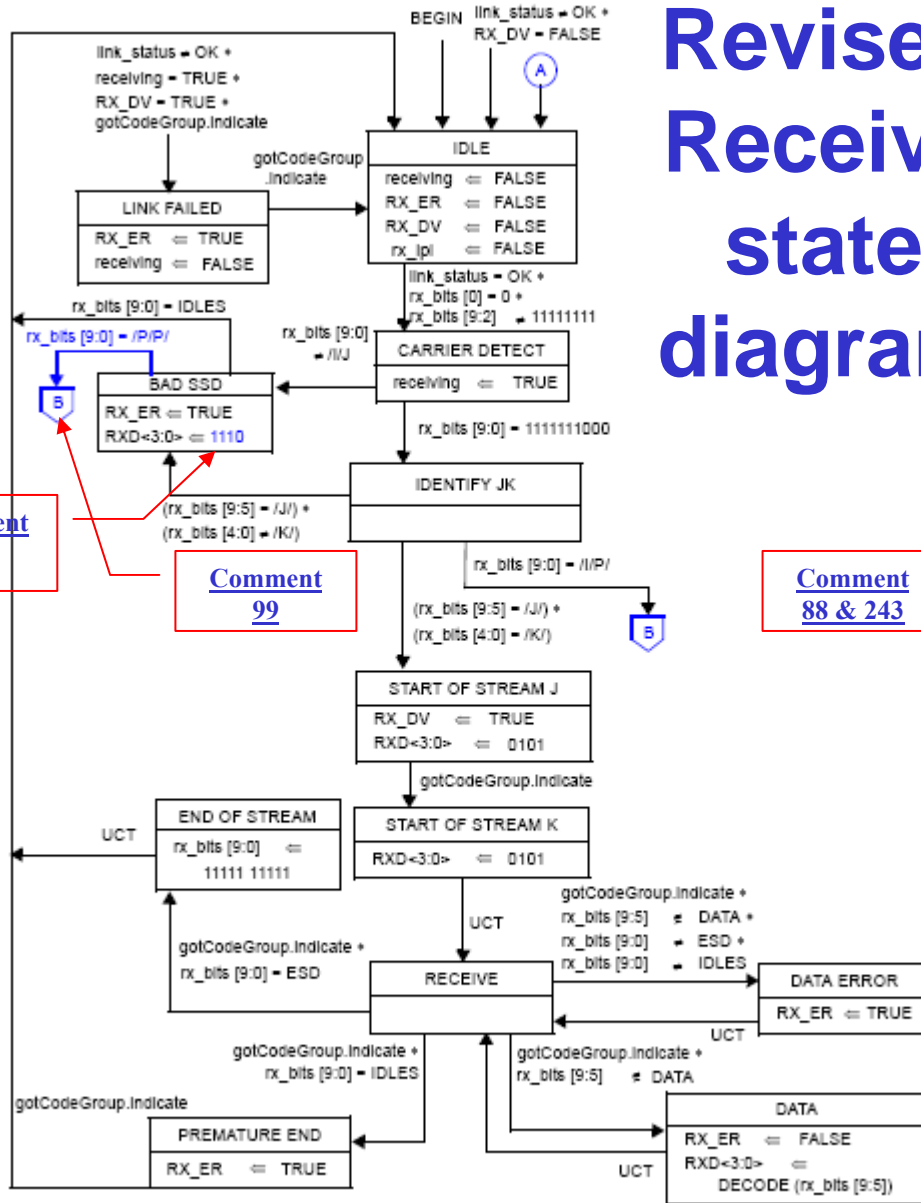 Revise
Receiv
state
diagran
BEGIN
link_status ≠ OK *
RX_DV = FALSE
A
link_status ≠ OK *
receiving = TRUE *
RX_DV = TRUE *
gotCodeGroup.Indicate
gotCodeGroup
.Indicate
IDLE
receiving ⇐ FALSE
RX_ER ⇐ FALSE
RX_DV ⇐ FALSE
rx_lpi ⇐ FALSE
LINK FAILED
RX_ER ⇐ TRUE
receiving ⇐ FALSE
link_status = OK *
rx_bits [0] = 0 *
rx_bits [9:2] ≠ 11111111
rx_bits [9:0] = IDLES
rx_bits [9:0] = /P/P/
rx_bits [9:0]
≠ /I/J
CARRIER DETECT
receiving ⇐ TRUE
B
BAD SSD
RX_ER ⇐ TRUE
RXD<3:0> ⇐ 1110
rx_bits [9:0] = 1111111000
IDENTIFY JK
(rx_bits [9:5] = /J/) *
(rx_bits [4:0] ≠ /K/)
ent
Comment
99
rx_bits [9:0] = /I/P/
B
Comment
88 & 243
(rx_bits [9:5] = /J/) *
(rx_bits [4:0] = /K/)
START OF STREAM J
RX_DV ⇐ TRUE
RXD<3:0> ⇐ 0101
gotCodeGroup.Indicate
END OF STREAM
rx_bits [9:0] ⇐
11111 11111
UCT
START OF STREAM K
RXD<3:0> ⇐ 0101
UCT
gotCodeGroup.Indicate *
rx_bits [9:5] ∉ DATA *
rx_bits [9:0] ≠ ESD *
rx_bits [9:0] ≠ IDLES
gotCodeGroup.Indicate *
rx_bits [9:0] = ESD
RECEIVE
DATA ERROR
RX_ER ⇐ TRUE
UCT
gotCodeGroup.Indicate *
rx_bits [9:0] = IDLES
gotCodeGroup.Indicate *
rx_bits [9:5] ∉ DATA
gotCodeGroup.Indicate
PREMATURE END
RX_ER ⇐ TRUE
UCT
DATA
RX_ER ⇐ FALSE
RXD<3:0> ⇐
DECODE (rx_bits [9:5])